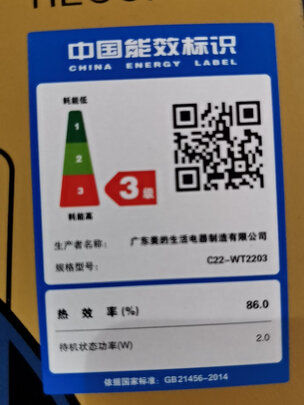 中国能效标识
CHINA ENERGY LABEL
耗能低
1
2
3
3级
耗能高
生产者名称: 广东美的生活电器制造有限公司
规格型号: C22-WT2203
热效率(%) 86.0
待机状态功率(W) 2.0
依据国家标准: GB21456-2014